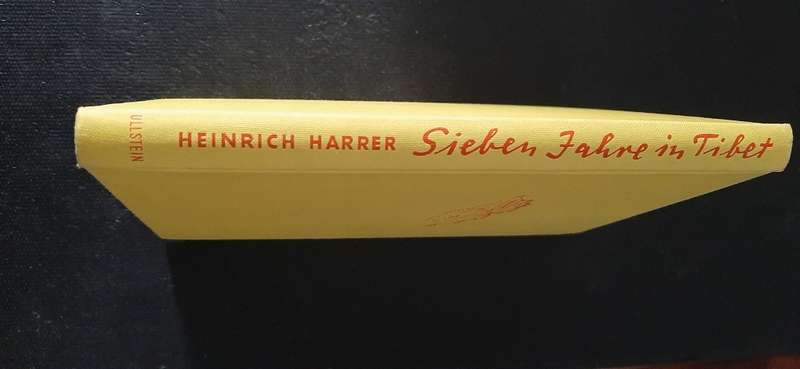 ULLSTEIN
HEINRICH HARRER Sieben Jahre in Tibet